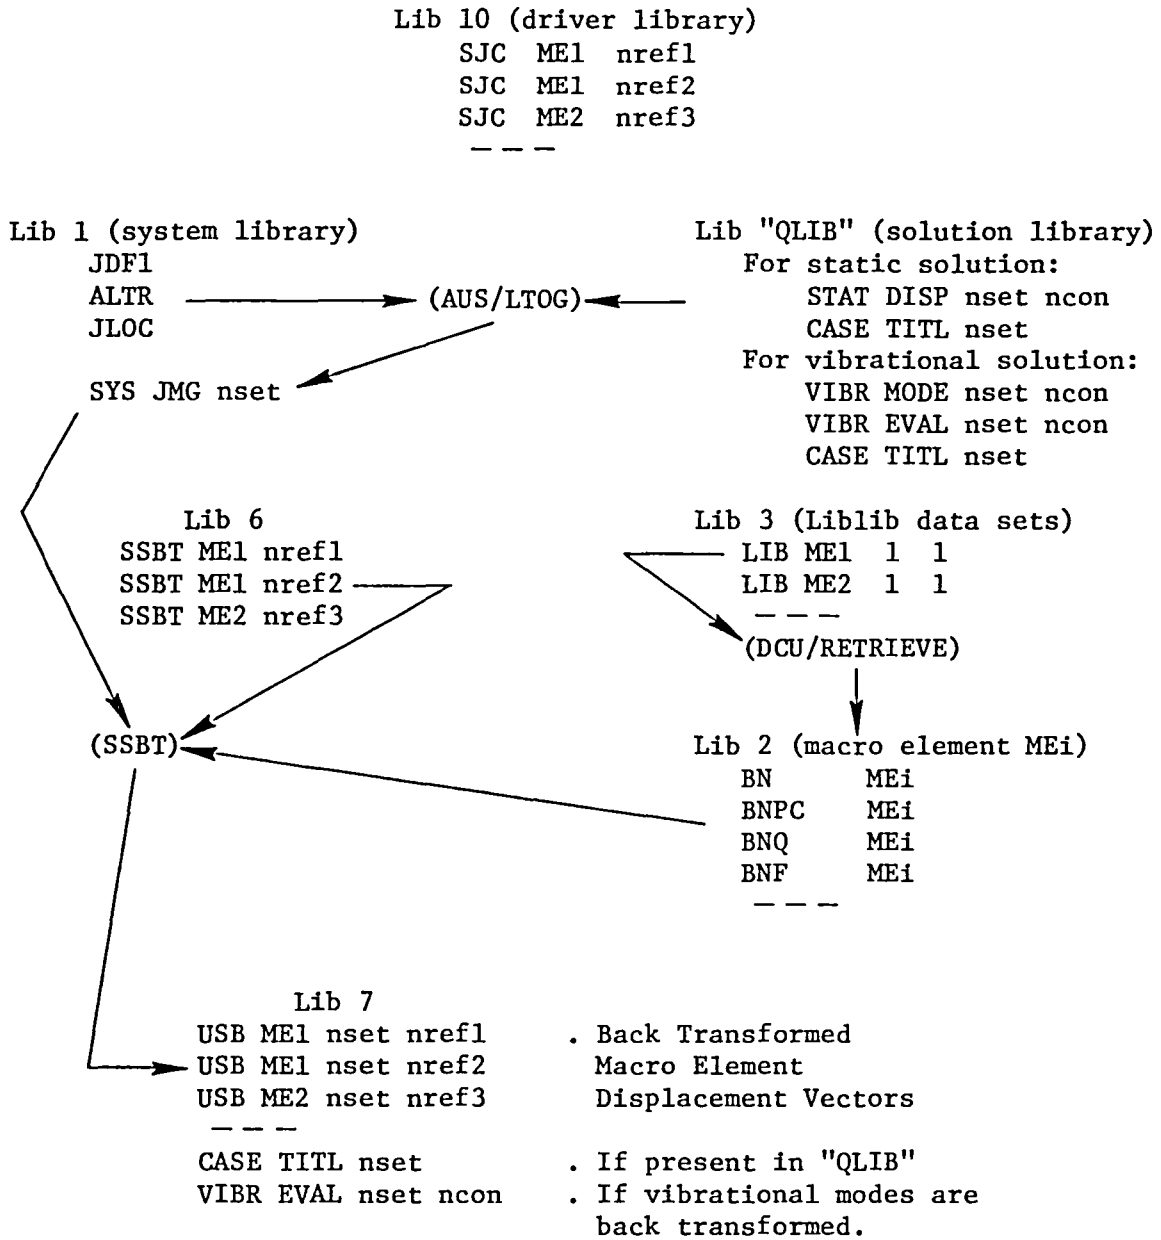 Lib 10 (driver library)
SJC ME1 nref1
SJC ME1 nref2
SJC ME2 nref3
— — —
Lib 1 (system library)
JDF1
ALTR
JLOC
(AUS/LTOG)
SYS JMG nset
Lib "QLIB" (solution library)
For static solution:
STAT DISP nset ncon
CASE TITL nset
For vibrational solution:
VIBR MODE nset ncon
VIBR EVAL nset ncon
CASE TITL nset
Lib 6
SSBT ME1 nref1
SSBT ME1 nref2
SSBT ME2 nref3
Lib 3 (Liblib data sets)
LIB ME1 1 1
LIB ME2 1 1
— — —
(DCU/RETRIEVE)
(SSBT)
Lib 2 (macro element MEi)
BN MEi
BNPC MEi
BNQ MEi
BNF MEi
— — —
Lib 7
USB ME1 nset nref1 . Back Transformed
USB ME1 nset nref2 Macro Element
USB ME2 nset nref3 Displacement Vectors
— — —
CASE TITL nset . If present in "QLIB"
VIBR EVAL nset ncon . If vibrational modes are
back transformed.